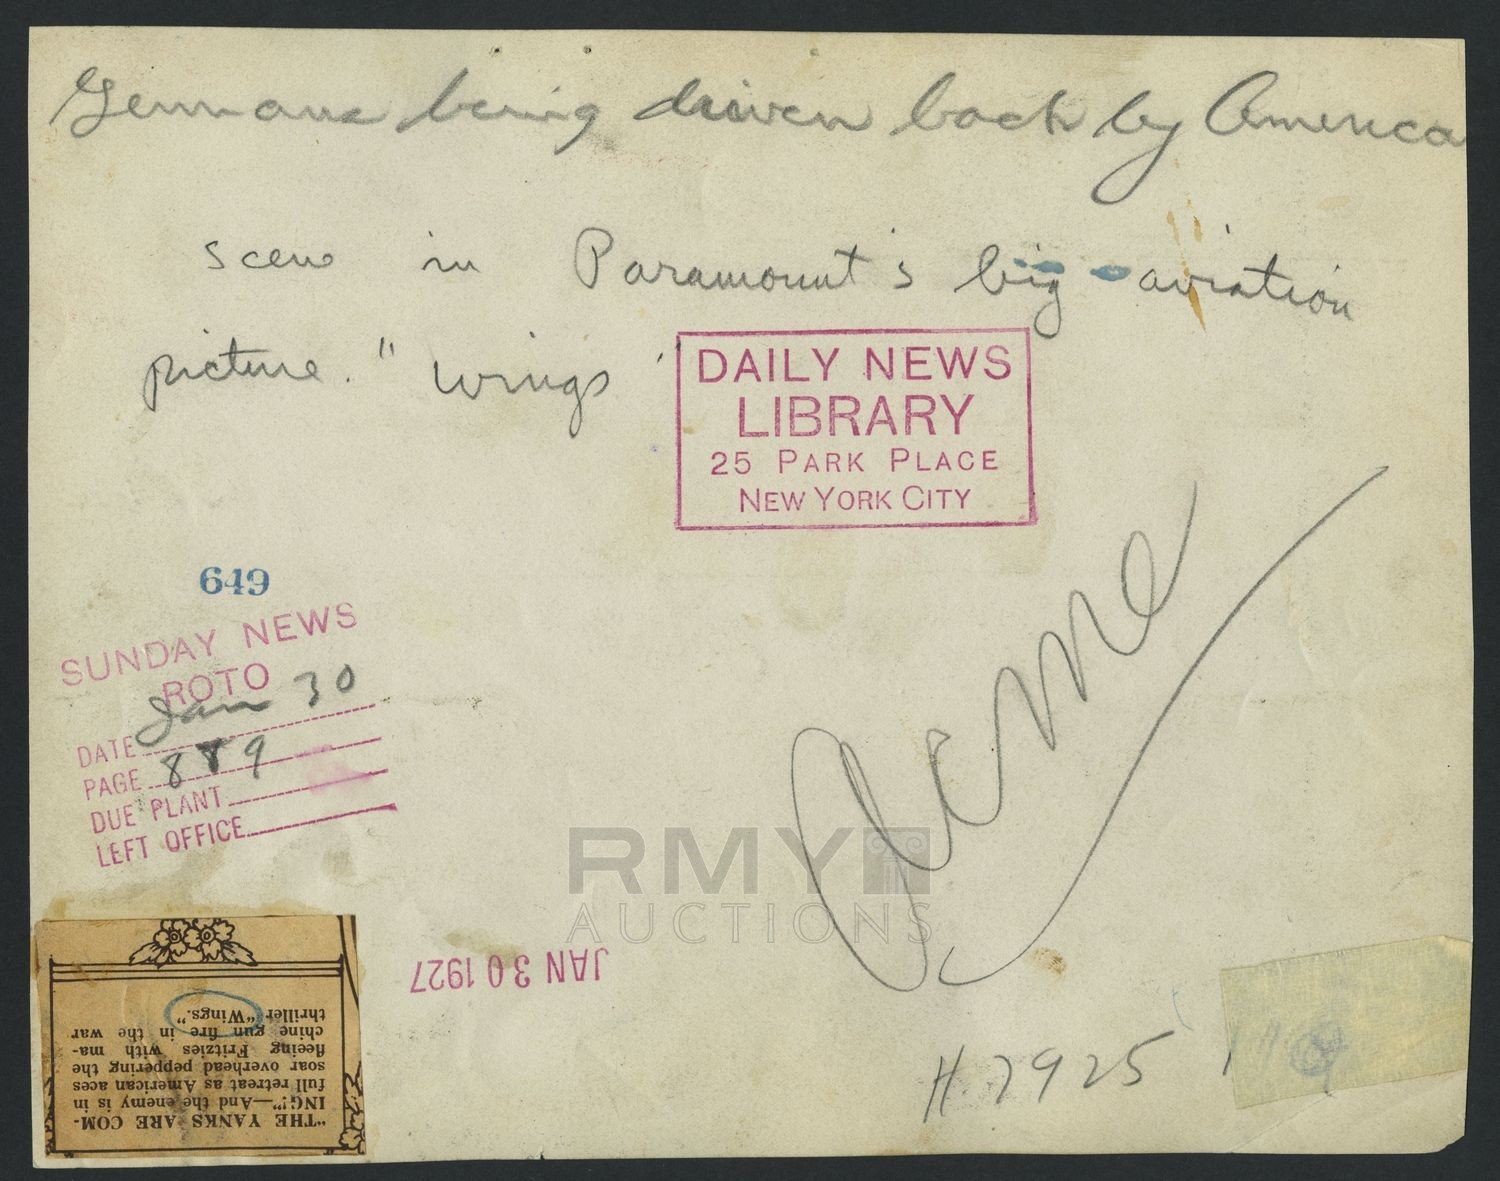 Germans being driven back by America
scene in Paramount's big aviation
picture. "Wings"
DAILY NEWS
LIBRARY
25 PARK PLACE
NEW YORK CITY
649
SUNDAY NEWS
ROTO
DATE Jan 30
PAGE 8 & 9
DUE PLANT
LEFT OFFICE
Acme
RMY
AUCTIONS
JAN 30 1927
"THE YANKS ARE COM-
ING!"—And the enemy is in
full retreat as American aces
soar overhead peppering the
fleeing Fritzies with ma-
chine gun fire in the war
thriller "Wings."
H. 7925